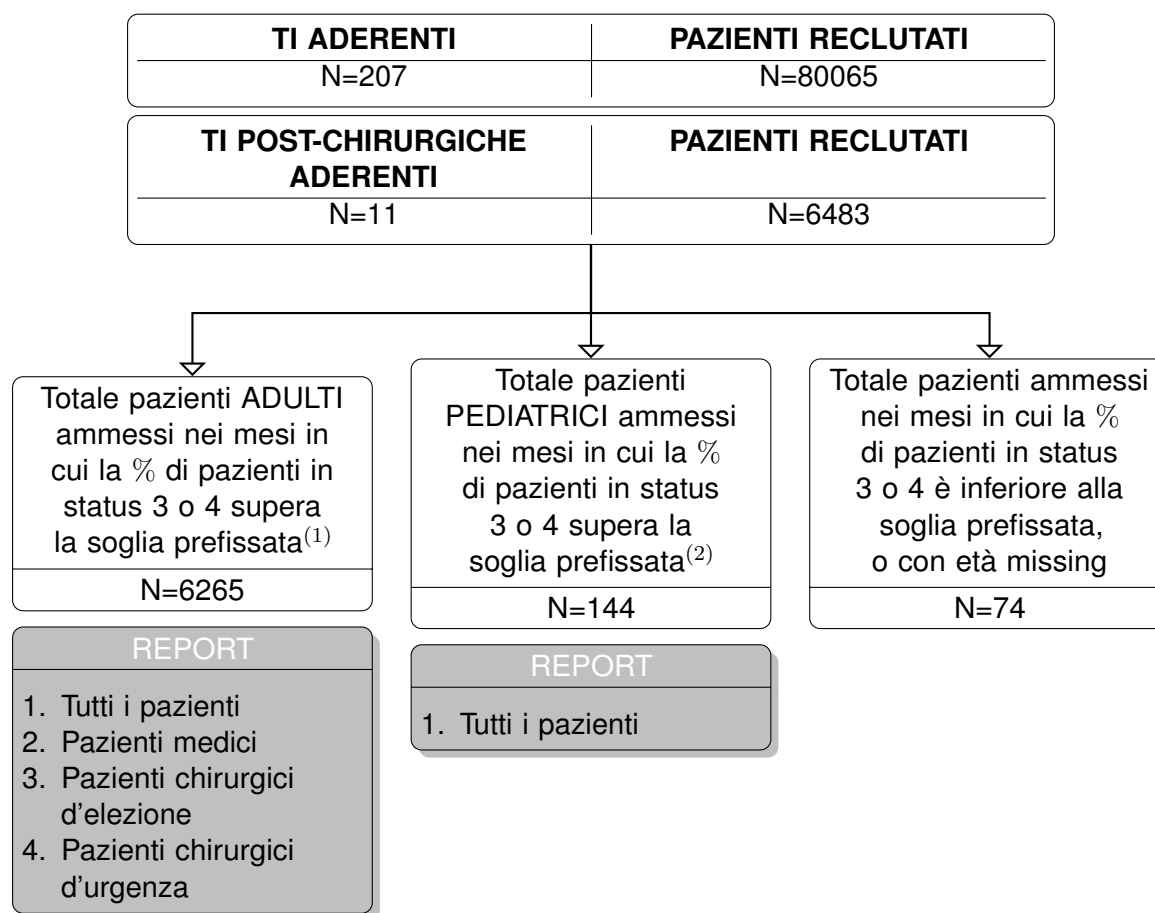 TI ADERENTI
PAZIENTI RECLUTATI
N=207
N=80065
TI POST-CHIRURGICHE
ADERENTI
PAZIENTI RECLUTATI
N=11
N=6483
Totale pazienti ADULTI
ammessi nei mesi in
cui la % di pazienti in
status 3 o 4 supera
la soglia prefissata(1)
N=6265
REPORT
1. Tutti i pazienti
2. Pazienti medici
3. Pazienti chirurgici
d'elezione
4. Pazienti chirurgici
d'urgenza
Totale pazienti
PEDIATRICI ammessi
nei mesi in cui la %
di pazienti in status
3 o 4 supera la
soglia prefissata(2)
N=144
REPORT
1. Tutti i pazienti
Totale pazienti ammessi
nei mesi in cui la %
di pazienti in status
3 o 4 è inferiore alla
soglia prefissata,
o con età missing
N=74